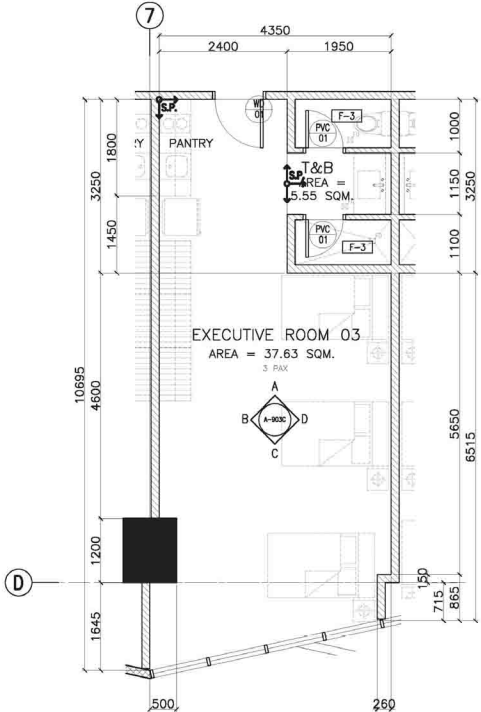 7
4350
2400
1950
S.P.
WD
01
F-3
PVC
01
Y
PANTRY
T&B
S.P.
AREA =
5.55 SQM.
PVC
01
F-3
1800
3250
1450
1000
1150
3250
1100
EXECUTIVE ROOM 03
AREA = 37.63 SQM.
3 PAX
A
B
A-903C
D
C
10695
4600
5650
6515
1200
D
1645
150
715
865
500
260